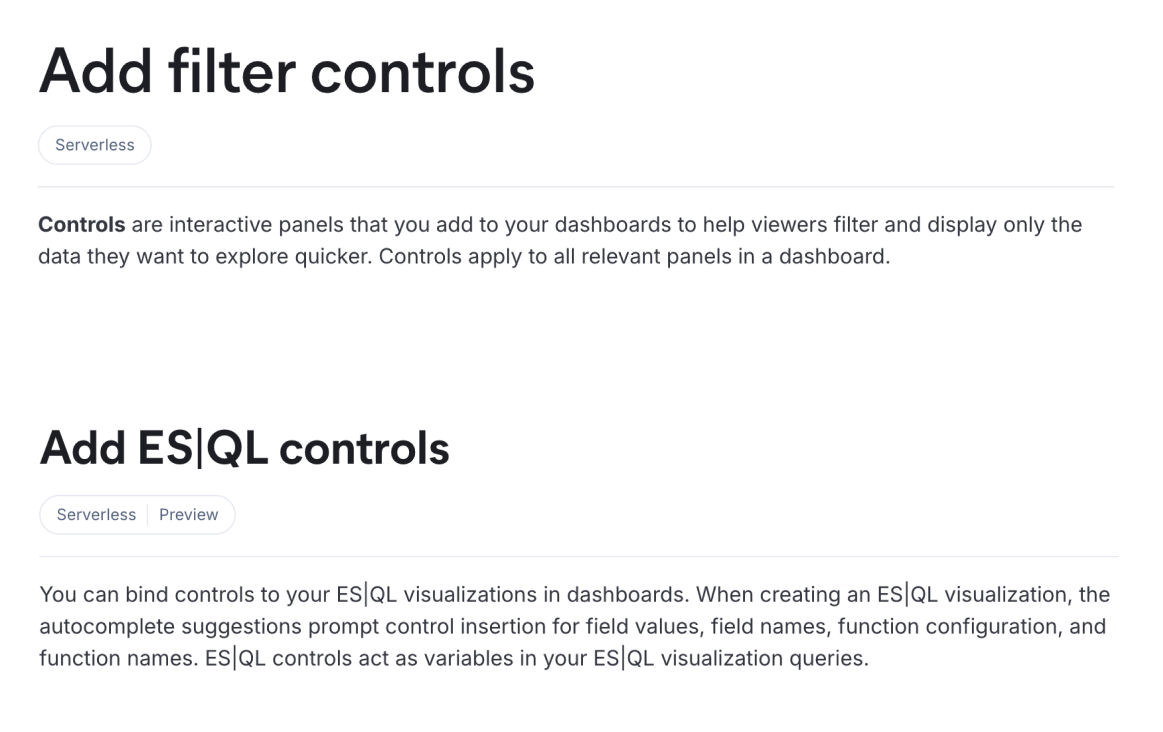 Add filter controls
Serverless
Controls are interactive panels that you add to your dashboards to help viewers filter and display only the
data they want to explore quicker. Controls apply to all relevant panels in a dashboard.
Add ES|QL controls
Serverless Preview
You can bind controls to your ES|QL visualizations in dashboards. When creating an ES|QL visualization, the
autocomplete suggestions prompt control insertion for field values, field names, function configuration, and
function names. ES|QL controls act as variables in your ES|QL visualization queries.